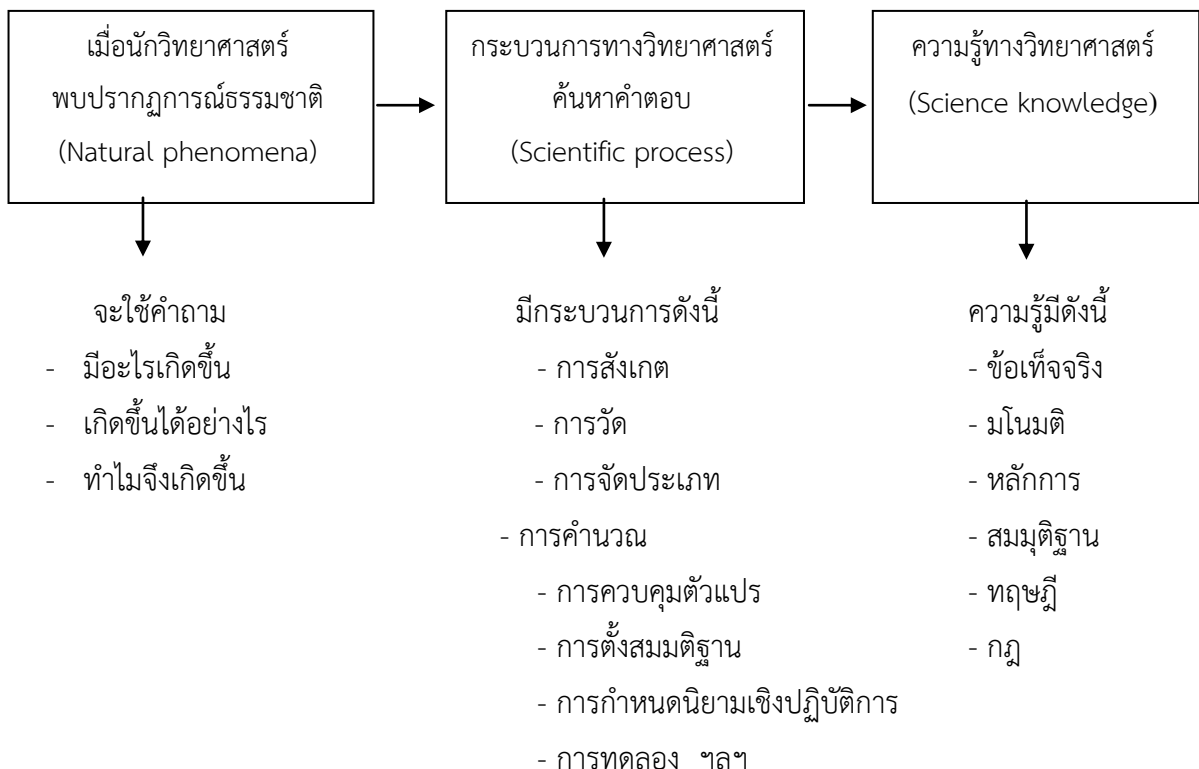 เมื่อนักวิทยาศาสตร์
พบปรากฏการณ์ธรรมชาติ
(Natural phenomena)
กระบวนการทางวิทยาศาสตร์
ค้นหาคำตอบ
(Scientific process)
ความรู้ทางวิทยาศาสตร์
(Science knowledge)
จะใช้คำถาม
- มีอะไรเกิดขึ้น
- เกิดขึ้นได้อย่างไร
- ทำไมจึงเกิดขึ้น
มีกระบวนการดังนี้
- การสังเกต
- การวัด
- การจัดประเภท
- การคำนวณ
- การควบคุมตัวแปร
- การตั้งสมมติฐาน
- การกำหนดนิยามเชิงปฏิบัติการ
- การทดลอง ฯลฯ
ความรู้มีดังนี้
- ข้อเท็จจริง
- มโนมติ
- หลักการ
- สมมุติฐาน
- ทฤษฎี
- กฎ